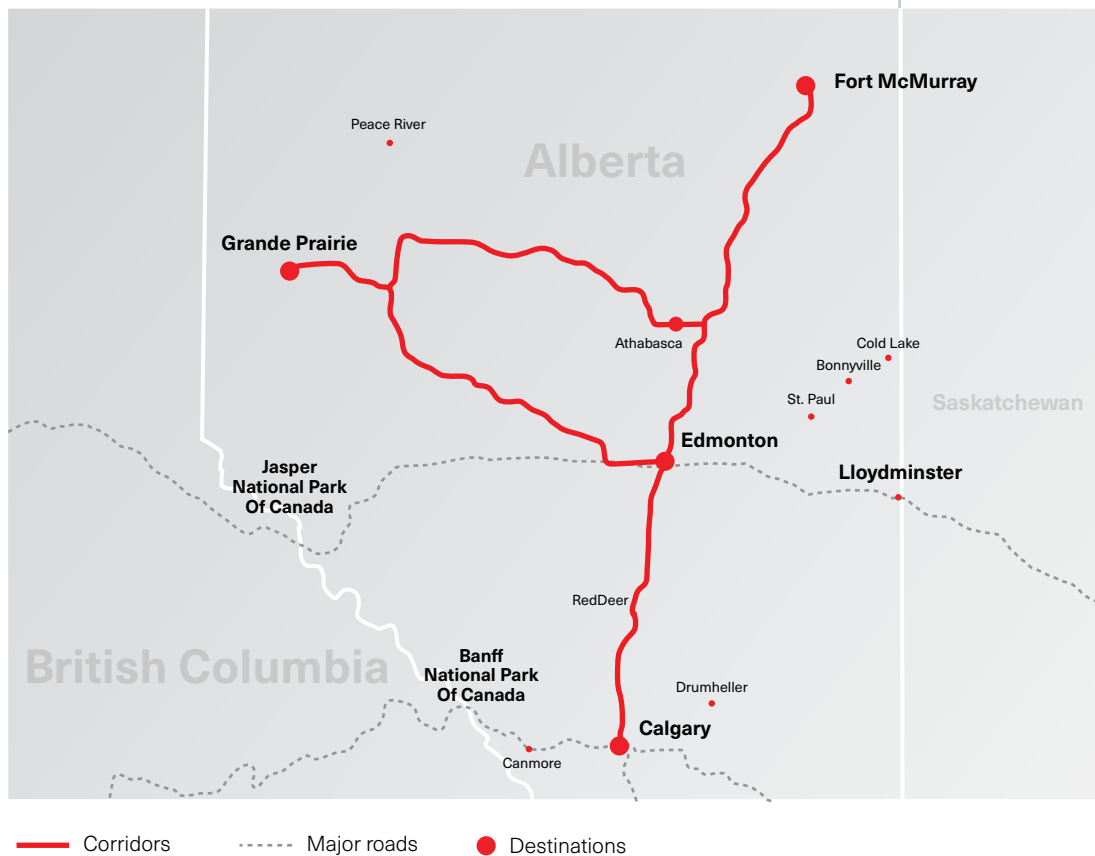 Fort McMurray
Peace River
Alberta
Grande Prairie
Athabasca
Cold Lake
Bonnyville
St. Paul
Saskatchewan
Edmonton
Lloydminster
Jasper
National Park
Of Canada
RedDeer
British Columbia
Banff
National Park
Of Canada
Drumheller
Calgary
Canmore
Corridors
Major roads
Destinations